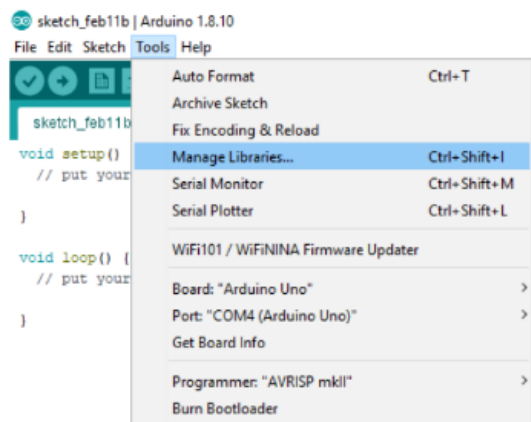 sketch_feb11b | Arduino 1.8.10
File Edit Sketch Tools Help
sketch_feb11b
void setup()
// put your
}
void loop() {
// put your
}
Auto Format Ctrl+T
Archive Sketch
Fix Encoding & Reload
Manage Libraries... Ctrl+Shift+I
Serial Monitor Ctrl+Shift+M
Serial Plotter Ctrl+Shift+L
WiFi101 / WiFiNINA Firmware Updater
Board: "Arduino Uno"
Port: "COM4 (Arduino Uno)"
Get Board Info
Programmer: "AVRISP mkII"
Burn Bootloader